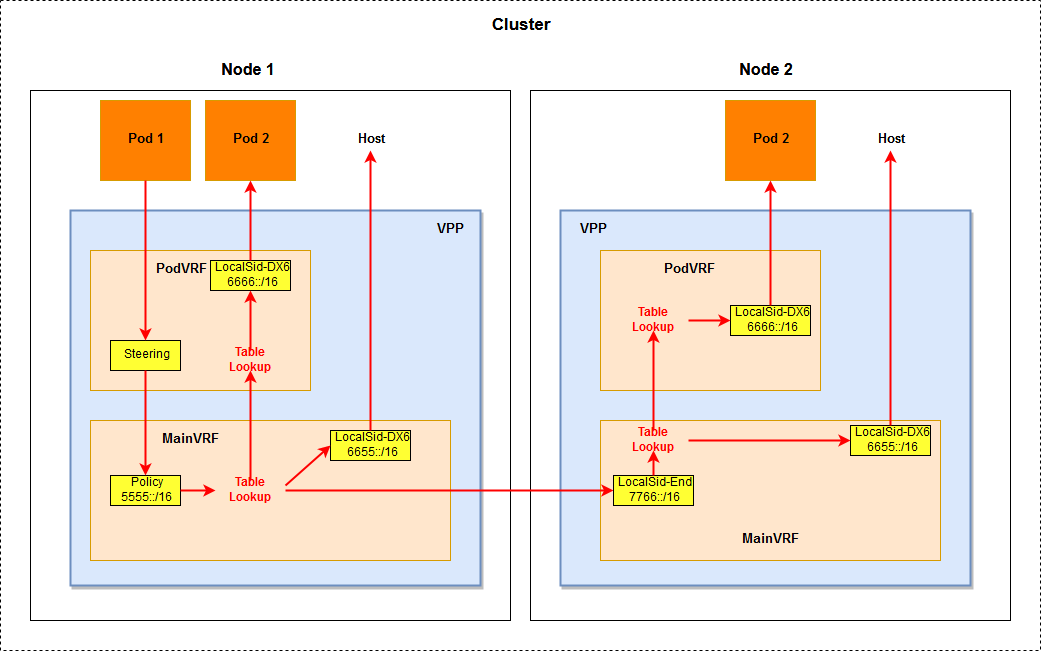 Cluster
Node 1
Node 2
Pod 1
Pod 2
Host
Pod 2
Host
VPP
VPP
PodVRF
LocalSid-DX6
6666::/16
Steering
Table
Lookup
PodVRF
Table
Lookup
LocalSid-DX6
6666::/16
MainVRF
LocalSid-DX6
6655::/16
Policy
5555::/16
Table
Lookup
Table
Lookup
LocalSid-DX6
6655::/16
LocalSid-End
7766::/16
MainVRF